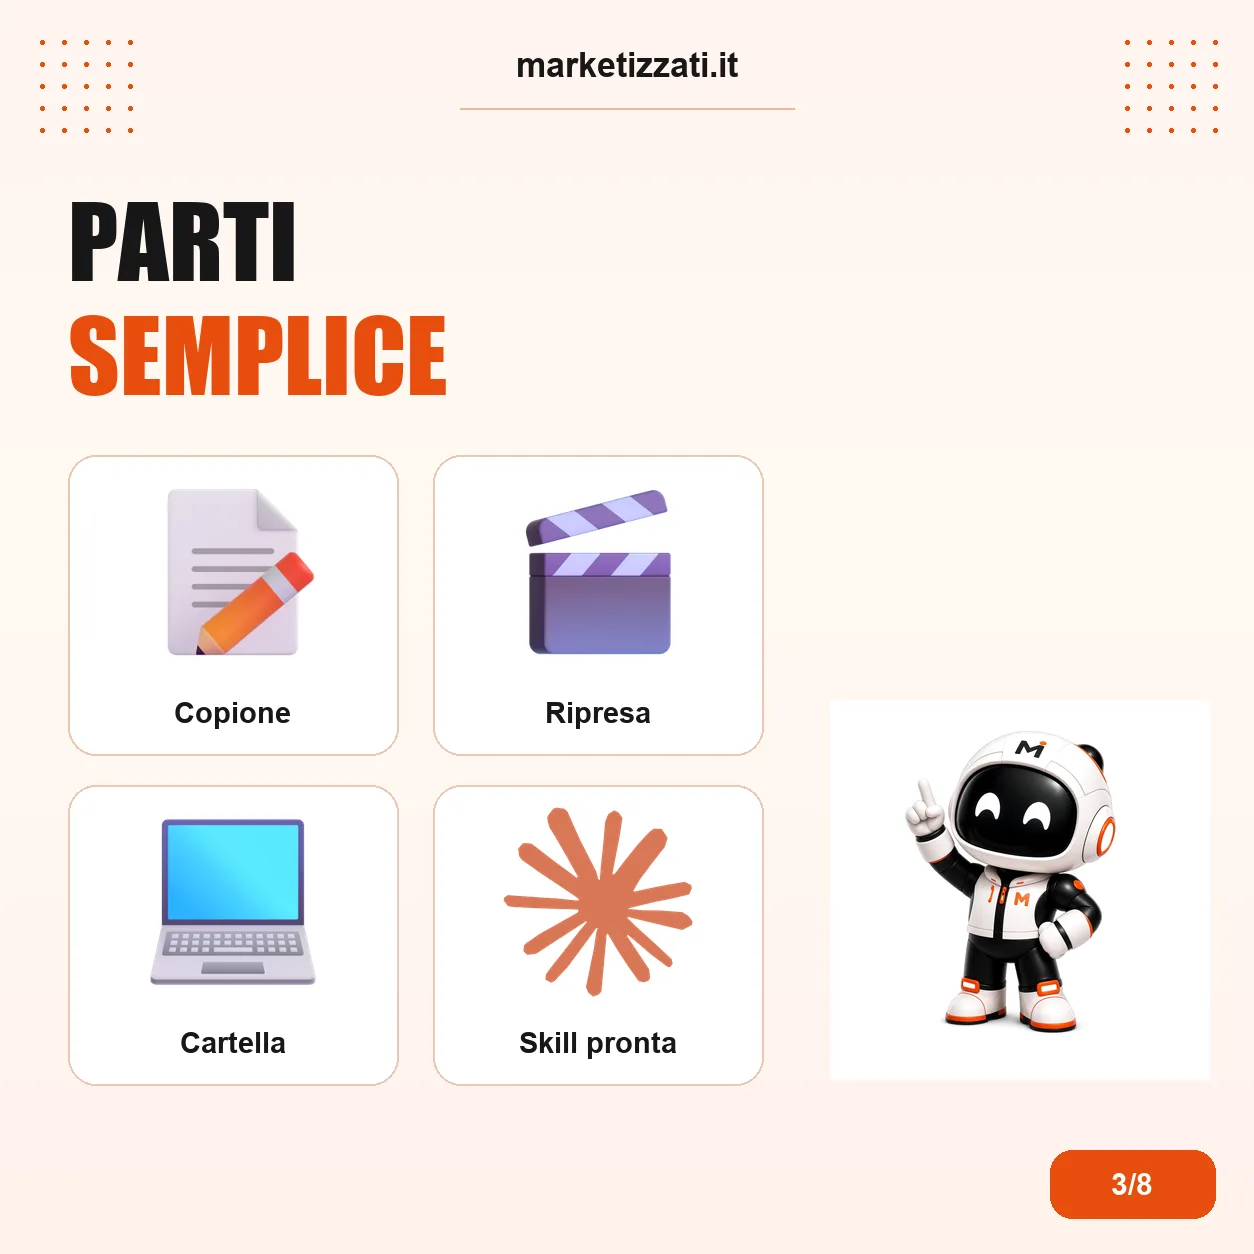 marketizzati.it
PARTI
SEMPLICE
Copione
Ripresa
Cartella
Skill pronta
M
M
3/8